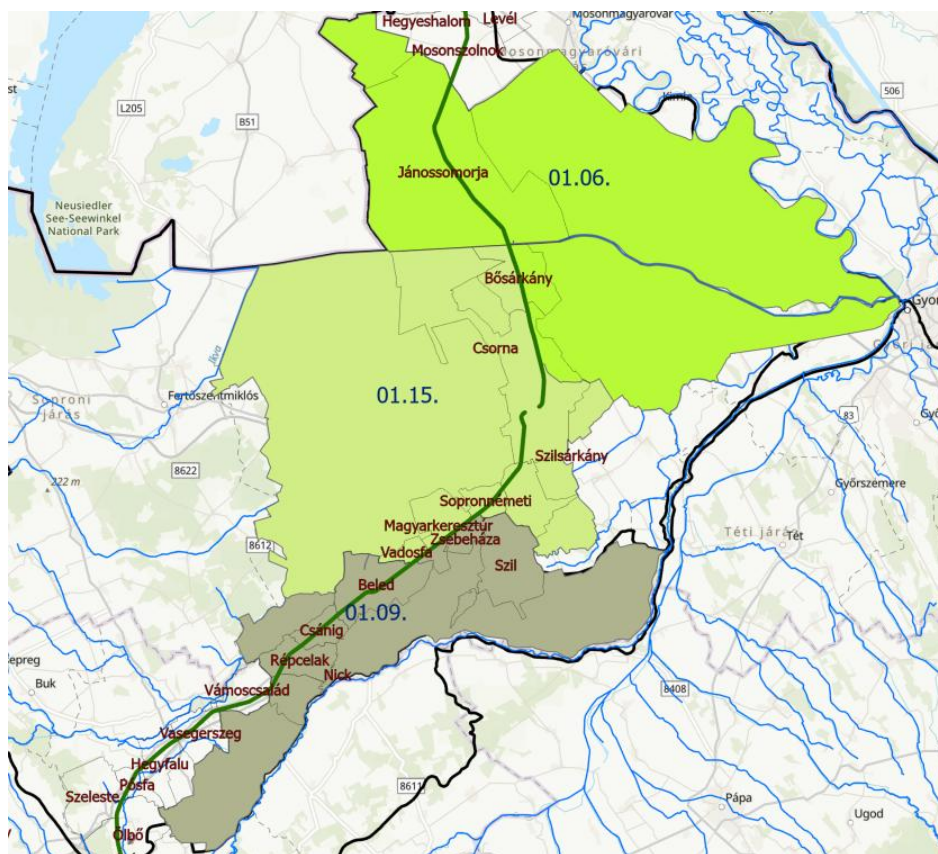 Hegyeshalom
Levél
Mosonmagyaróvár
Mosonszolnok
Mosonmagyaróvári
506
L205
B51
Jánossomorja
01.06.
Neusiedler
See-Seewinkel
National Park
Bősárkány
Csorna
Ikva
Fertőszentmiklós
Soproni
járás
01.15.
83
8622
222 m
Szilsárkány
Győrszemere
Sopronnémeti
Magyarkeresztúr
Zsebeháza
Vadosfa
Szil
Téti járás
Tét
8612
Beled
01.09.
Csánig
Répcelak
Nick
Vámoscsalád
Buk
8408
Vasegerszeg
Hegyfalu
Pósfa
Szeleste
8611
Pápa
Ugod
Ölbő